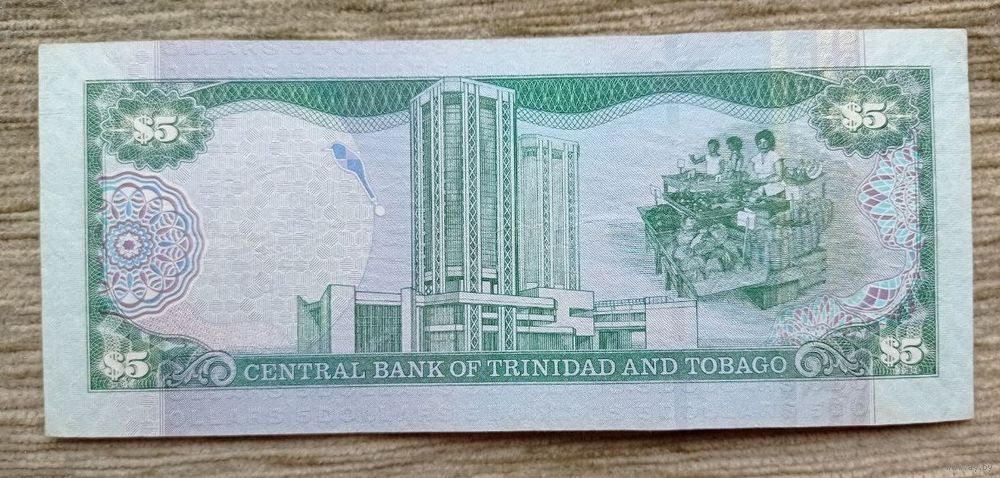 $5 $5
$5 CENTRAL BANK OF TRINIDAD AND TOBAGO $5